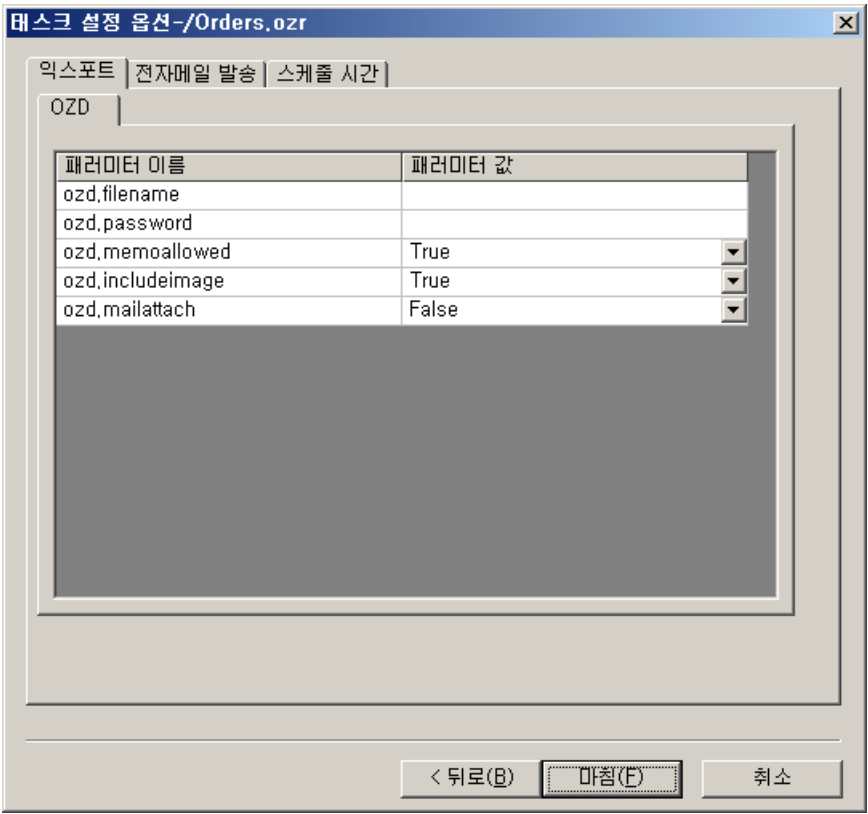 태스크 설정 옵션-/Orders.ozr
익스포트 전자메일 발송 스케줄 시간
OZD
패러미터 이름 패러미터 값
ozd.filename
ozd.password
ozd.memoallowed True
ozd.includeimage True
ozd.mailattach False
< 뒤로(B) 마침(F) 취소